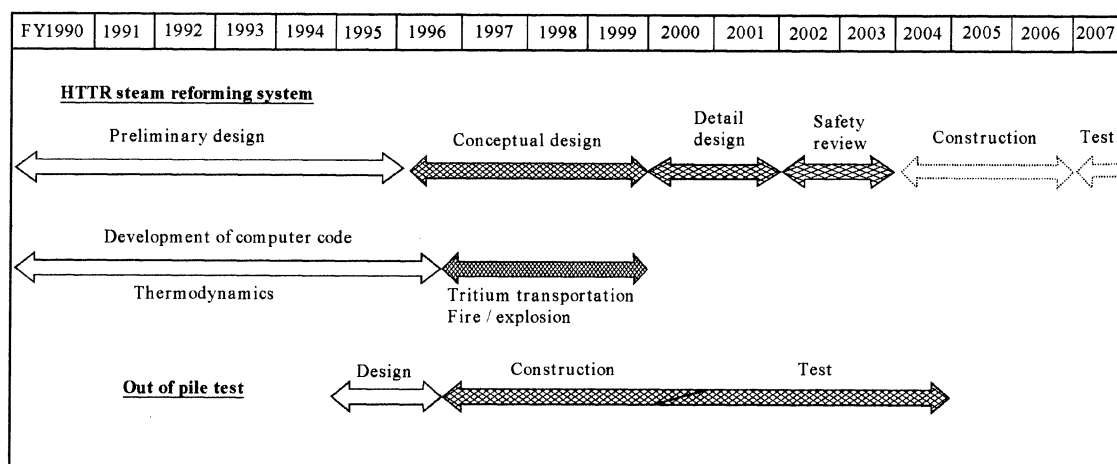 FY1990 1991 1992 1993 1994 1995 1996 1997 1998 1999 2000 2001 2002 2003 2004 2005 2006 2007
HTTR steam reforming system
Preliminary design
Conceptual design
Detail
design
Safety
review
Construction
Test
Development of computer code
Thermodynamics
Tritium transportation
Fire / explosion
Out of pile test
Design
Construction
Test